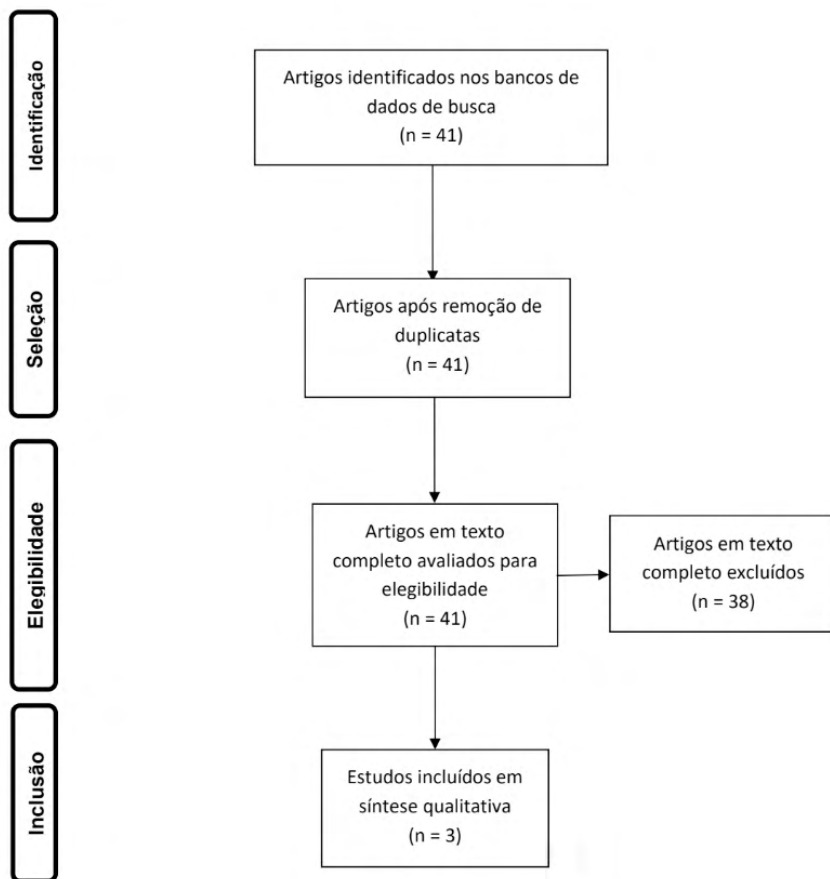 Identificação
Artigos identificados nos bancos de
dados de busca
(n = 41)
Seleção
Artigos após remoção de
duplicatas
(n = 41)
Elegibilidade
Artigos em texto
completo avaliados para
elegibilidade
(n = 41)
Artigos em texto
completo excluídos
(n = 38)
Inclusão
Estudos incluídos em
síntese qualitativa
(n = 3)